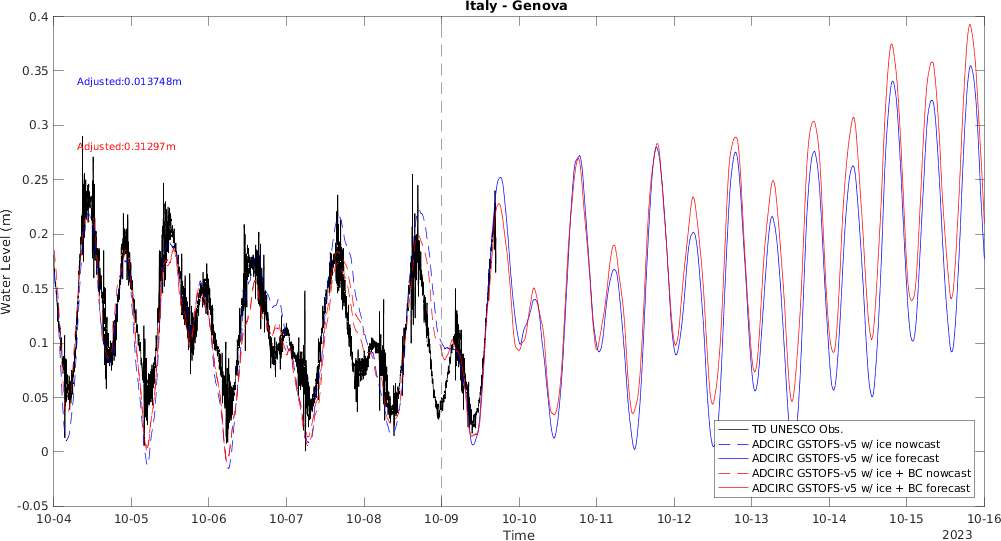 Italy - Genova
0.4
0.35
0.3
0.25
0.2
0.15
0.1
0.05
0
-0.05
Water Level (m)
Adjusted:0.013748m
Adjusted:0.31297m
TD UNESCO Obs.
ADCIRC GSTOFS-v5 w/ ice nowcast
ADCIRC GSTOFS-v5 w/ ice forecast
ADCIRC GSTOFS-v5 w/ ice + BC nowcast
ADCIRC GSTOFS-v5 w/ ice + BC forecast
10-04 10-05 10-06 10-07 10-08 10-09 10-10 10-11 10-12 10-13 10-14 10-15 10-16
Time
2023